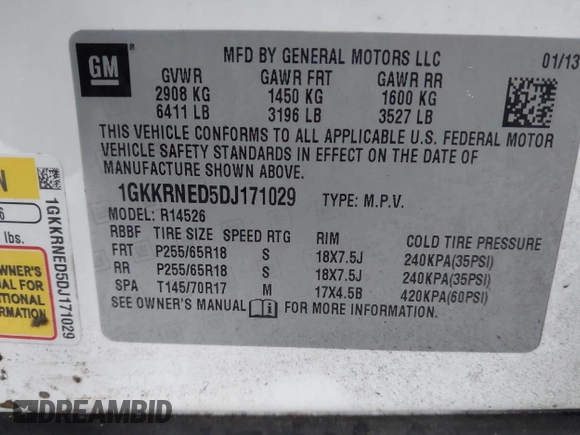 GM
MFD BY GENERAL MOTORS LLC 01/13
GVWR GAWR FRT GAWR RR
2908 KG 1450 KG 1600 KG
6411 LB 3196 LB 3527 LB
THIS VEHICLE CONFORMS TO ALL APPLICABLE U.S. FEDERAL MOTOR
VEHICLE SAFETY STANDARDS IN EFFECT ON THE DATE OF
MANUFACTURE SHOWN ABOVE.
1GKKRNED5DJ171029 TYPE: M.P.V.
MODEL: R14526
RBBF TIRE SIZE SPEED RTG RIM COLD TIRE PRESSURE
FRT P255/65R18 S 18X7.5J 240KPA(35PSI)
RR P255/65R18 S 18X7.5J 240KPA(35PSI)
SPA T145/70R17 M 17X4.5B 420KPA(60PSI)
SEE OWNER'S MANUAL i FOR MORE INFORMATION.
N
6
lbs.
WNER'S
AL FOR
TIONAL
MATION
1GKKRNED5DJ171029
DREAMBID